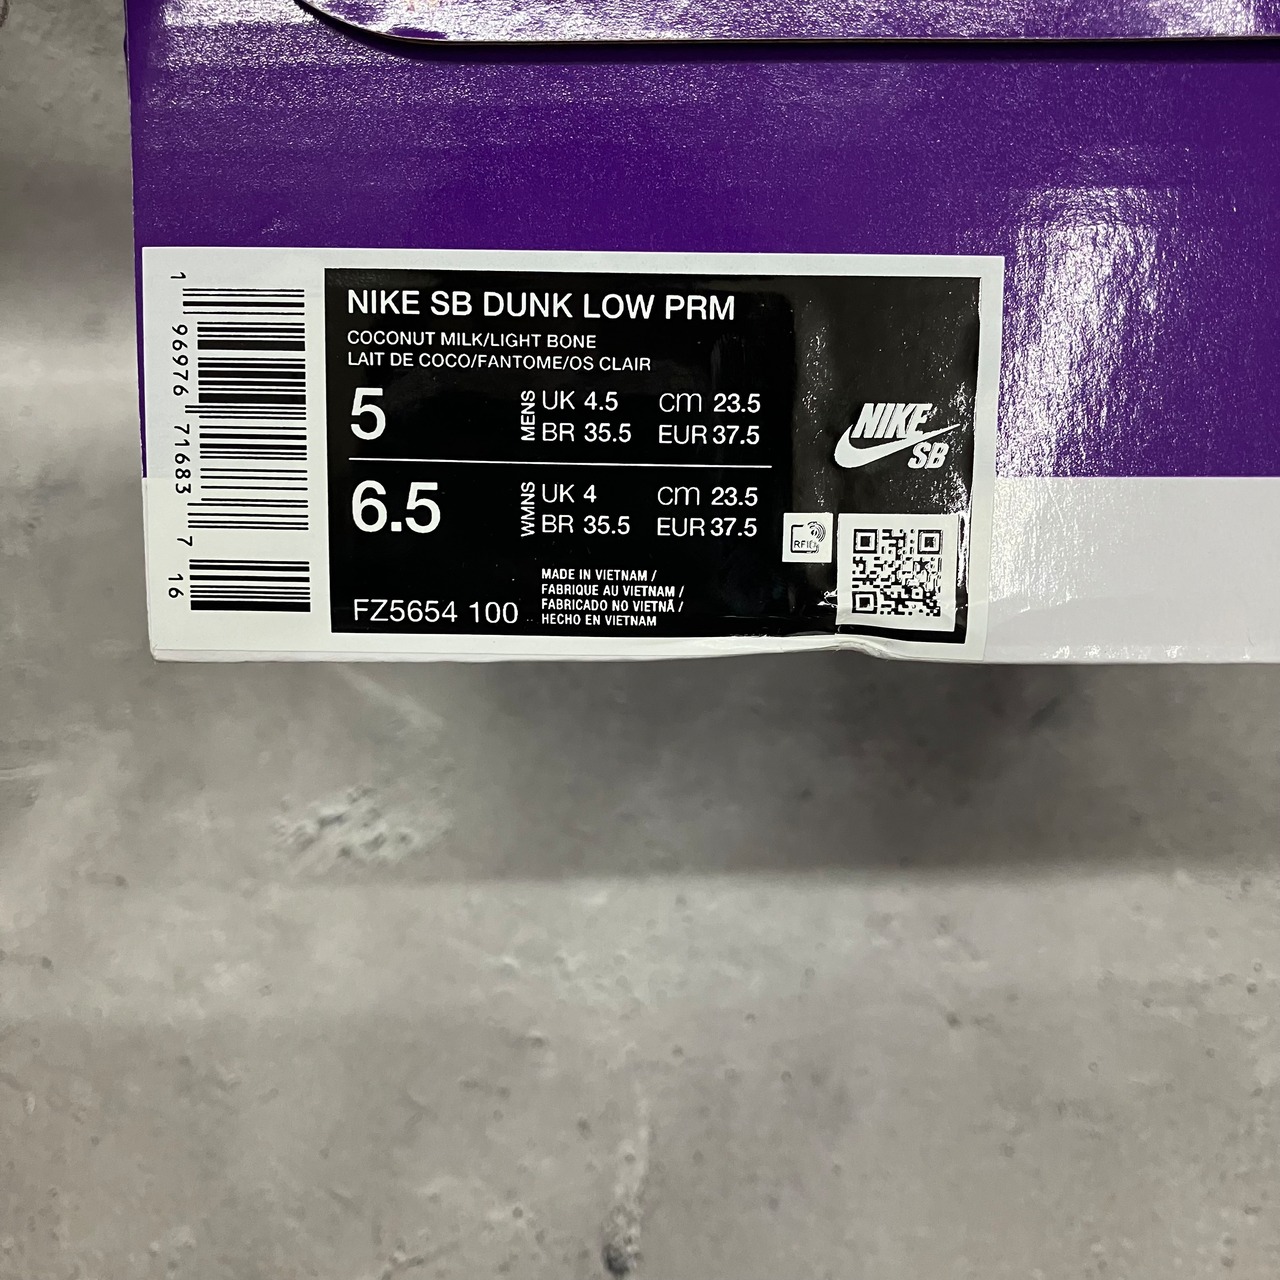 NIKE SB DUNK LOW PRM
COCONUT MILK/LIGHT BONE
LAIT DE COCO/FANTOME/OS CLAIR
5 MENS UK 4.5 CM 23.5
BR 35.5 EUR 37.5
6.5 WMNS UK 4 CM 23.5
BR 35.5 EUR 37.5
FZ5654 100
MADE IN VIETNAM /
FABRIQUE AU VIETNAM /
FABRICADO NO VIETNÃ /
HECHO EN VIETNAM
NIKE
SB
RFID
1 96976 71683 7 16